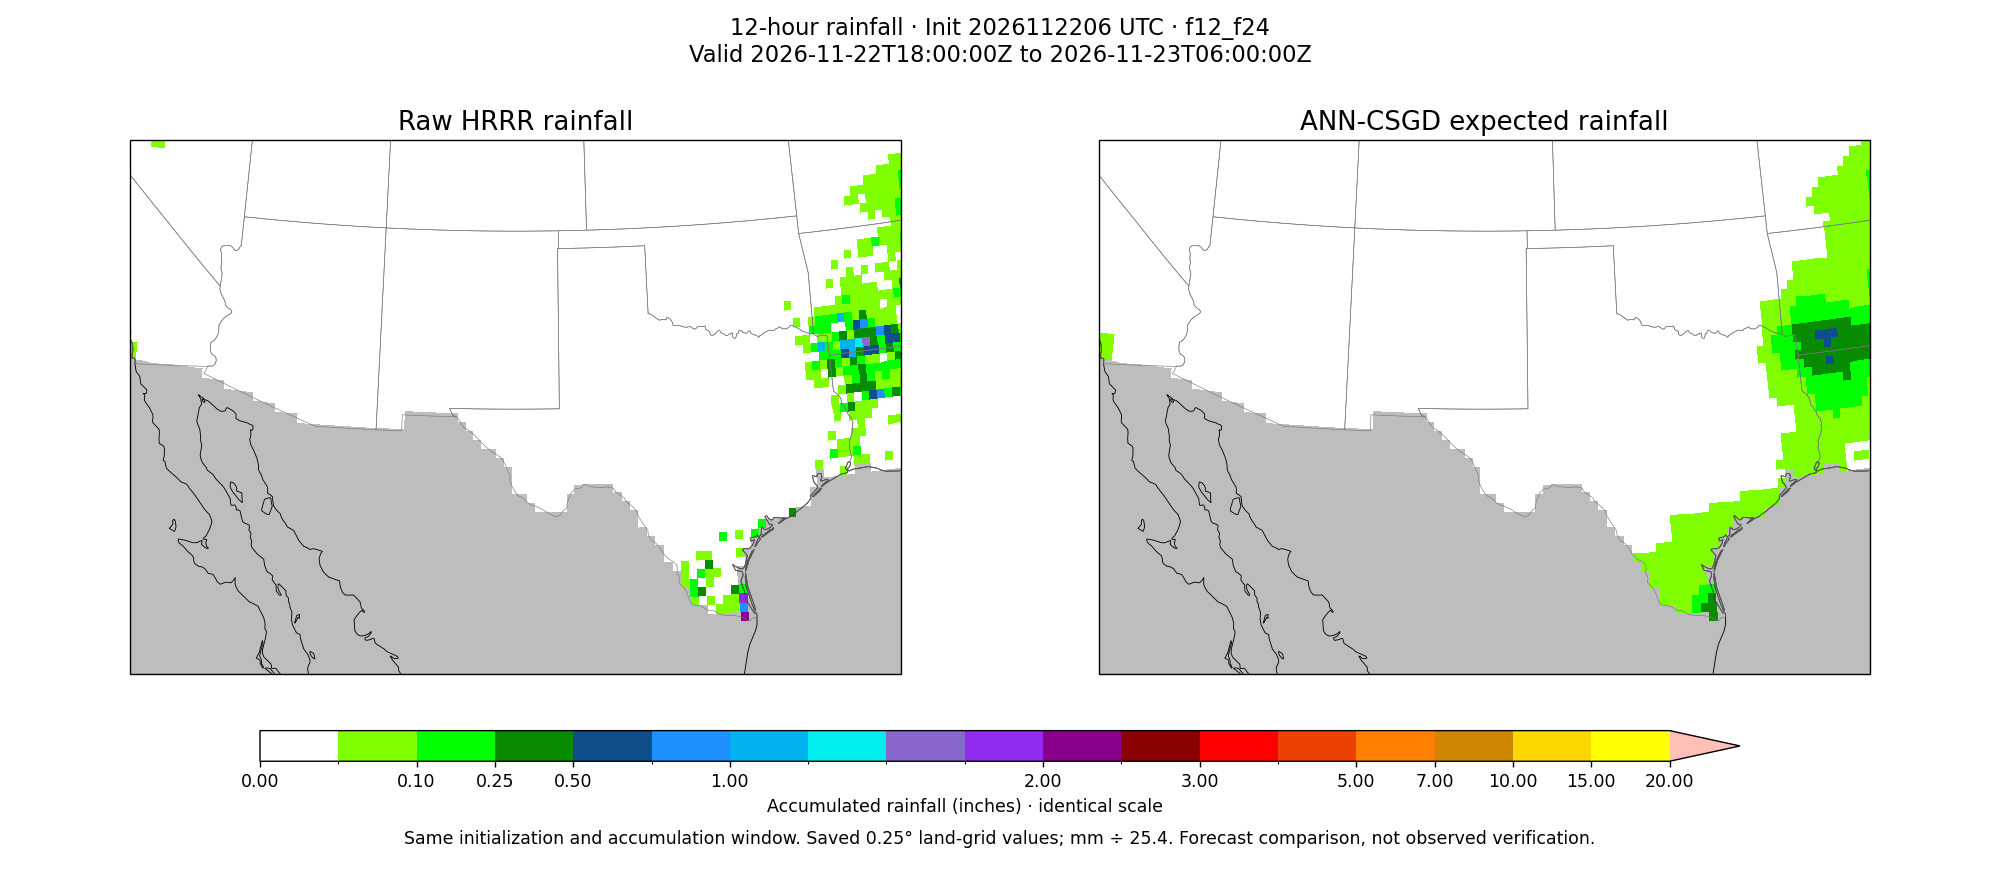 12-hour rainfall · Init 2026112206 UTC · f12_f24
Valid 2026-11-22T18:00:00Z to 2026-11-23T06:00:00Z
Raw HRRR rainfall
ANN-CSGD expected rainfall
0.00 0.10 0.25 0.50 1.00 2.00 3.00 5.00 7.00 10.00 15.00 20.00
Accumulated rainfall (inches) · identical scale
Same initialization and accumulation window. Saved 0.25° land-grid values; mm ÷ 25.4. Forecast comparison, not observed verification.